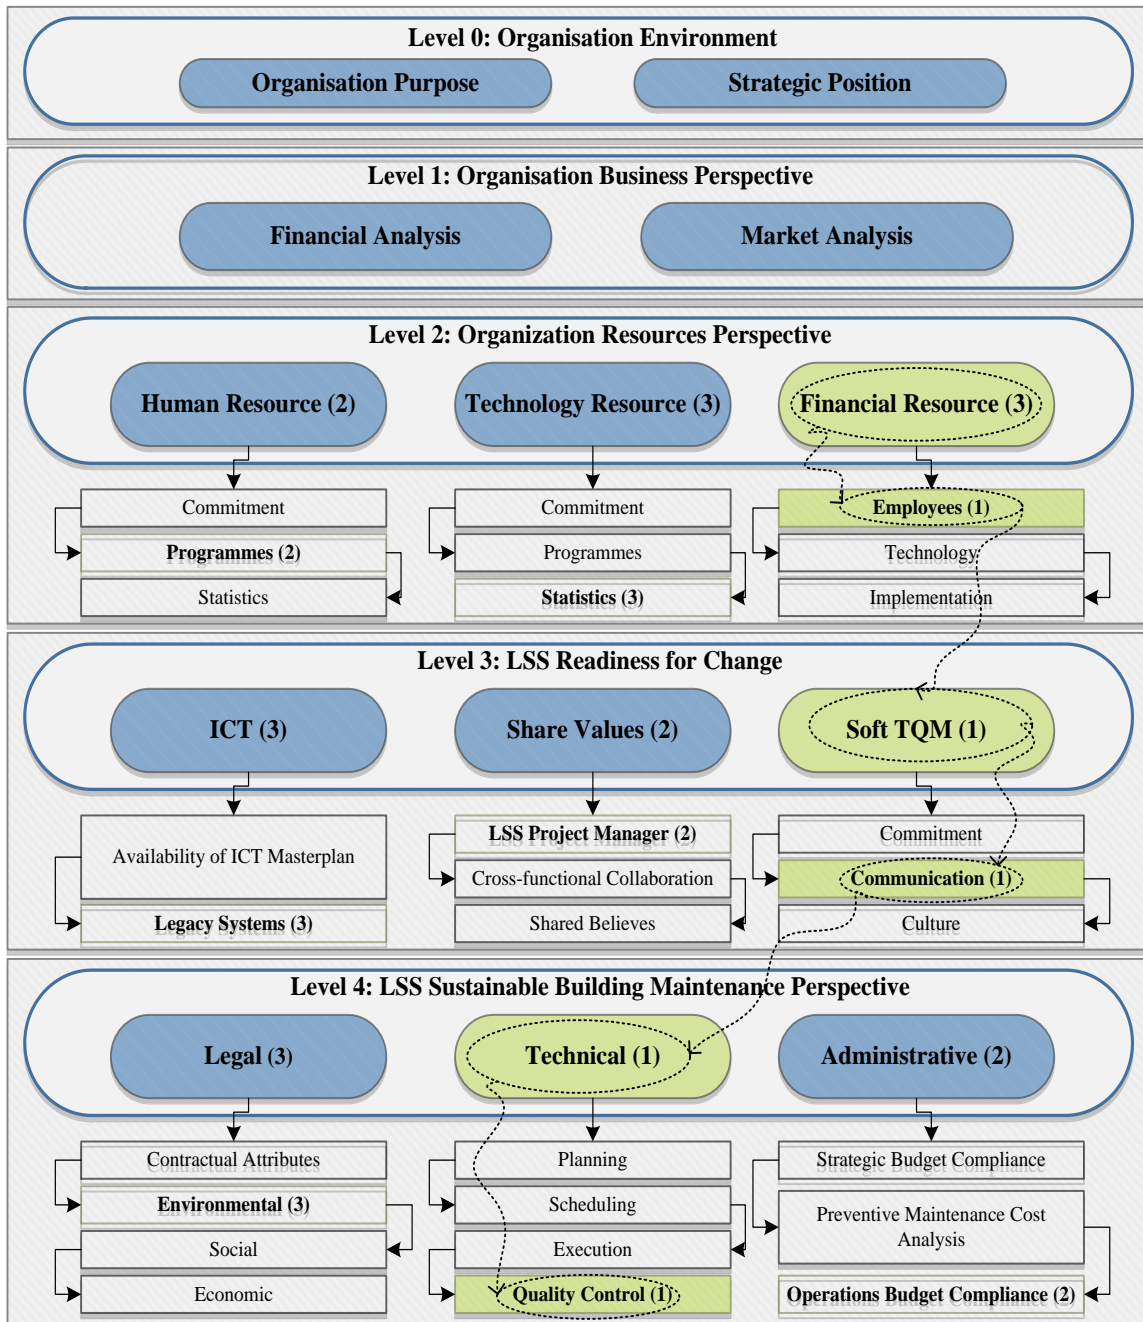 Level 0: Organisation Environment
Organisation Purpose
Strategic Position
Level 1: Organisation Business Perspective
Financial Analysis
Market Analysis
Level 2: Organization Resources Perspective
Human Resource (2)
Technology Resource (3)
Financial Resource (3)
Commitment
Programmes (2)
Statistics
Commitment
Programmes
Statistics (3)
Employees (1)
Technology
Implementation
Level 3: LSS Readiness for Change
ICT (3)
Share Values (2)
Soft TQM (1)
Availability of ICT Masterplan
Legacy Systems (3)
LSS Project Manager (2)
Cross-functional Collaboration
Shared Believes
Commitment
Communication (1)
Culture
Level 4: LSS Sustainable Building Maintenance Perspective
Legal (3)
Technical (1)
Administrative (2)
Contractual Attributes
Environmental (3)
Social
Economic
Planning
Scheduling
Execution
Quality Control (1)
Strategic Budget Compliance
Preventive Maintenance Cost
Analysis
Operations Budget Compliance (2)